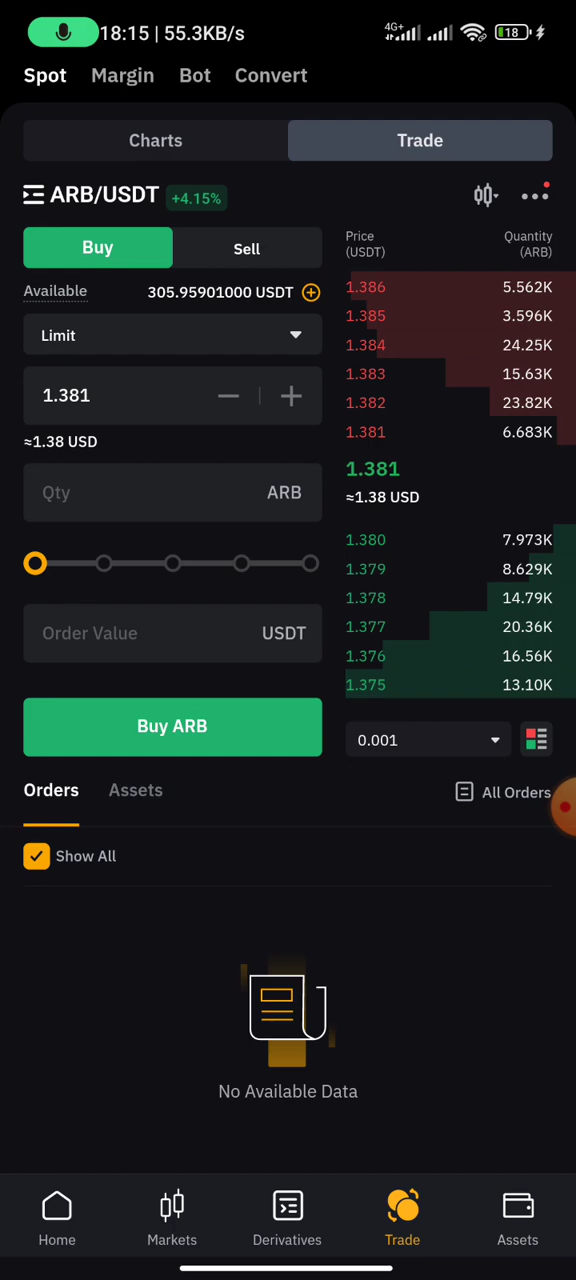 18:15 | 55.3KB/s 4G+ 18
Spot Margin Bot Convert
Charts Trade
ARB/USDT +4.15%
Buy Sell
Available 305.95901000 USDT
Limit
1.381
≈1.38 USD
Qty ARB
Order Value USDT
Buy ARB
Price Quantity
(USDT) (ARB)
1.386 5.562K
1.385 3.596K
1.384 24.25K
1.383 15.63K
1.382 23.82K
1.381 6.683K
1.381
≈1.38 USD
1.380 7.973K
1.379 8.629K
1.378 14.79K
1.377 20.36K
1.376 16.56K
1.375 13.10K
0.001
Orders Assets All Orders
Show All
No Available Data
Home Markets Derivatives Trade Assets